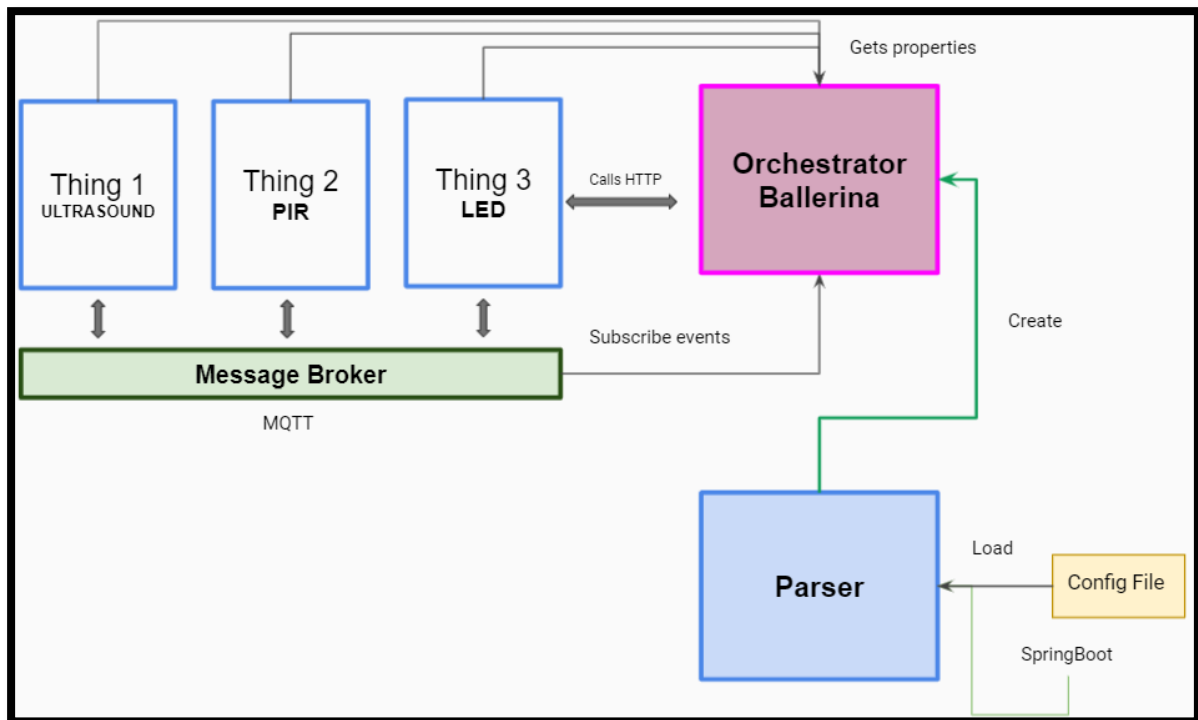 Gets properties
Thing 1
ULTRASOUND
Thing 2
PIR
Thing 3
LED
Calls HTTP
Orchestrator
Ballerina
Subscribe events
Create
Message Broker
MQTT
Parser
Load
Config File
SpringBoot